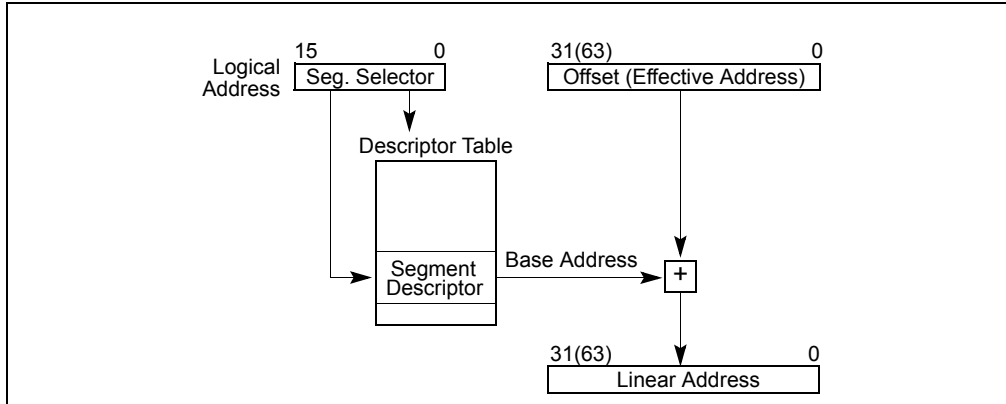 15 0
31(63) 0
Logical
Address
Seg. Selector
Offset (Effective Address)
Descriptor Table
Segment
Descriptor
Base Address
+
31(63) 0
Linear Address